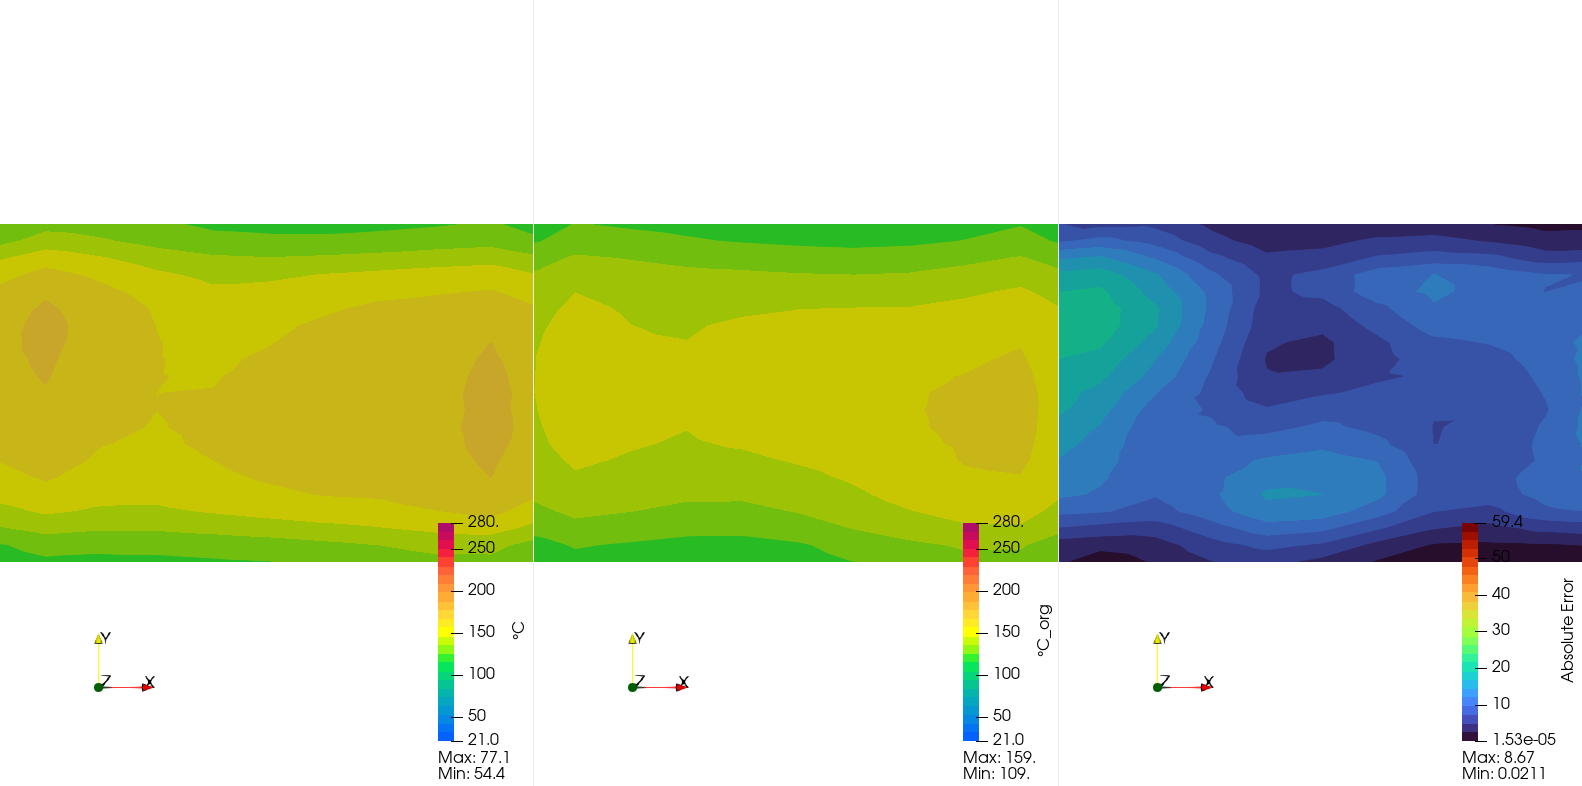 280.
250
200
150
100
50
21.0
°C
Max: 77.1
Min: 54.4
Y
Z
X
280.
250
200
150
100
50
21.0
°C_org
Max: 159.
Min: 109.
Y
Z
X
59.4
50
40
30
20
10
1.53e-05
Absolute Error
Max: 8.67
Min: 0.0211
Y
Z
X